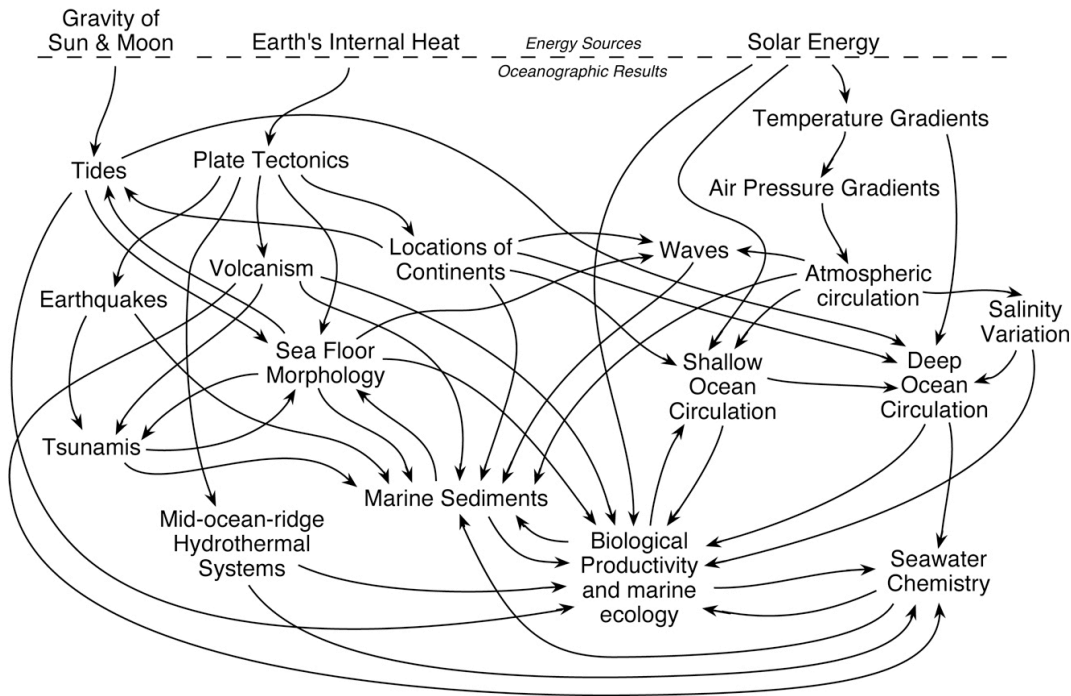 Gravity of
Sun & Moon
Earth's Internal Heat
Energy Sources
Solar Energy
Oceanographic Results
Temperature Gradients
Tides
Plate Tectonics
Air Pressure Gradients
Locations of
Continents
Waves
Volcanism
Atmospheric
circulation
Earthquakes
Salinity
Variation
Sea Floor
Morphology
Shallow
Ocean
Circulation
Deep
Ocean
Circulation
Tsunamis
Marine Sediments
Mid-ocean-ridge
Hydrothermal
Systems
Biological
Productivity
and marine
ecology
Seawater
Chemistry